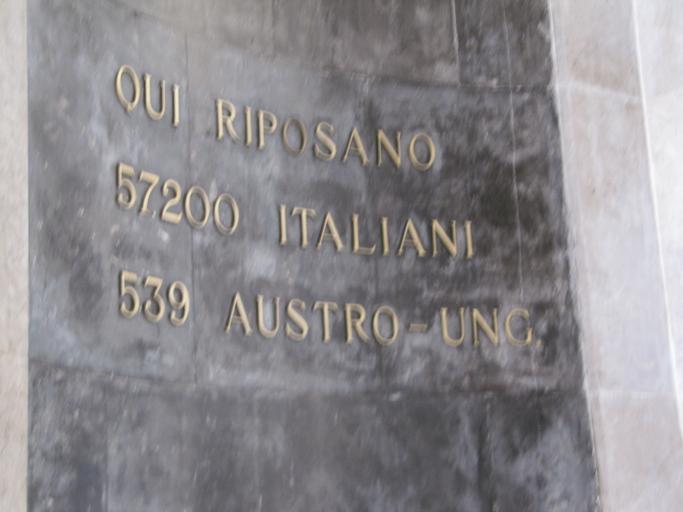 QUI RIPOSANO
57200 ITALIANI
539 AUSTRO-UNG.